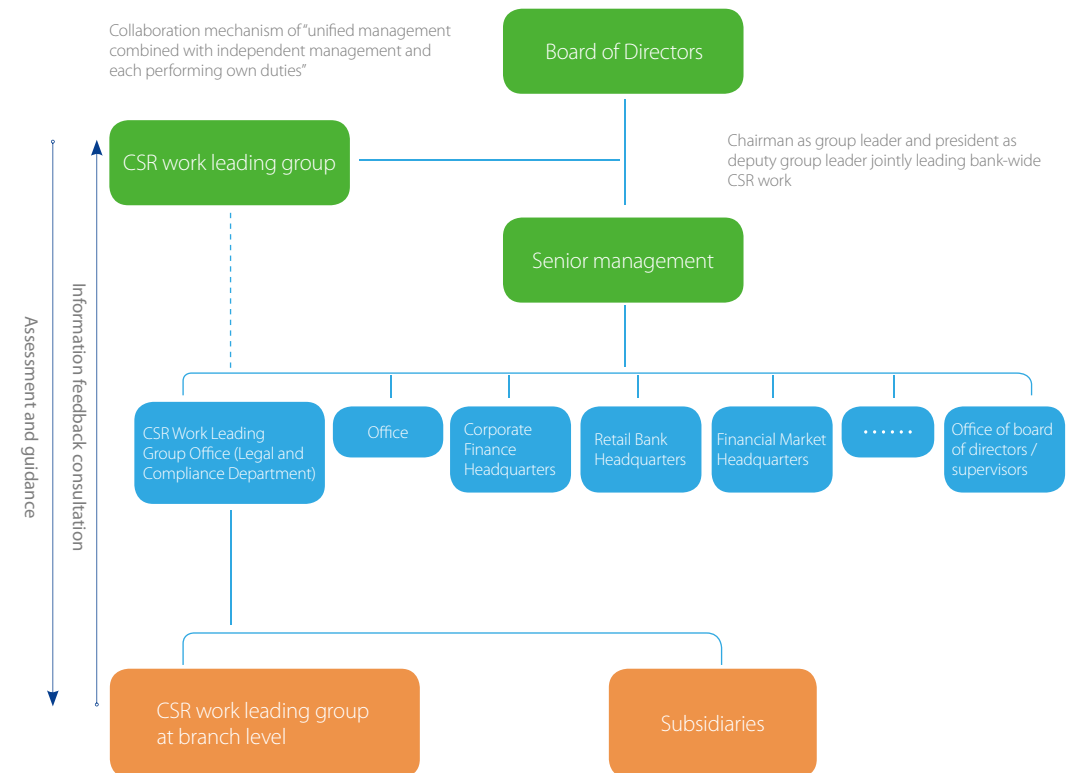 Collaboration mechanism of “unified management
combined with independent management and
each performing own duties”
Board of Directors
CSR work leading group
Chairman as group leader and president as
deputy group leader jointly leading bank-wide
CSR work
Senior management
Assessment and guidance
Information feedback consultation
CSR Work Leading
Group Office (Legal and
Compliance Department)
Office
Corporate
Finance
Headquarters
Retail Bank
Headquarters
Financial Market
Headquarters
······
Office of board
of directors /
supervisors
CSR work leading group
at branch level
Subsidiaries